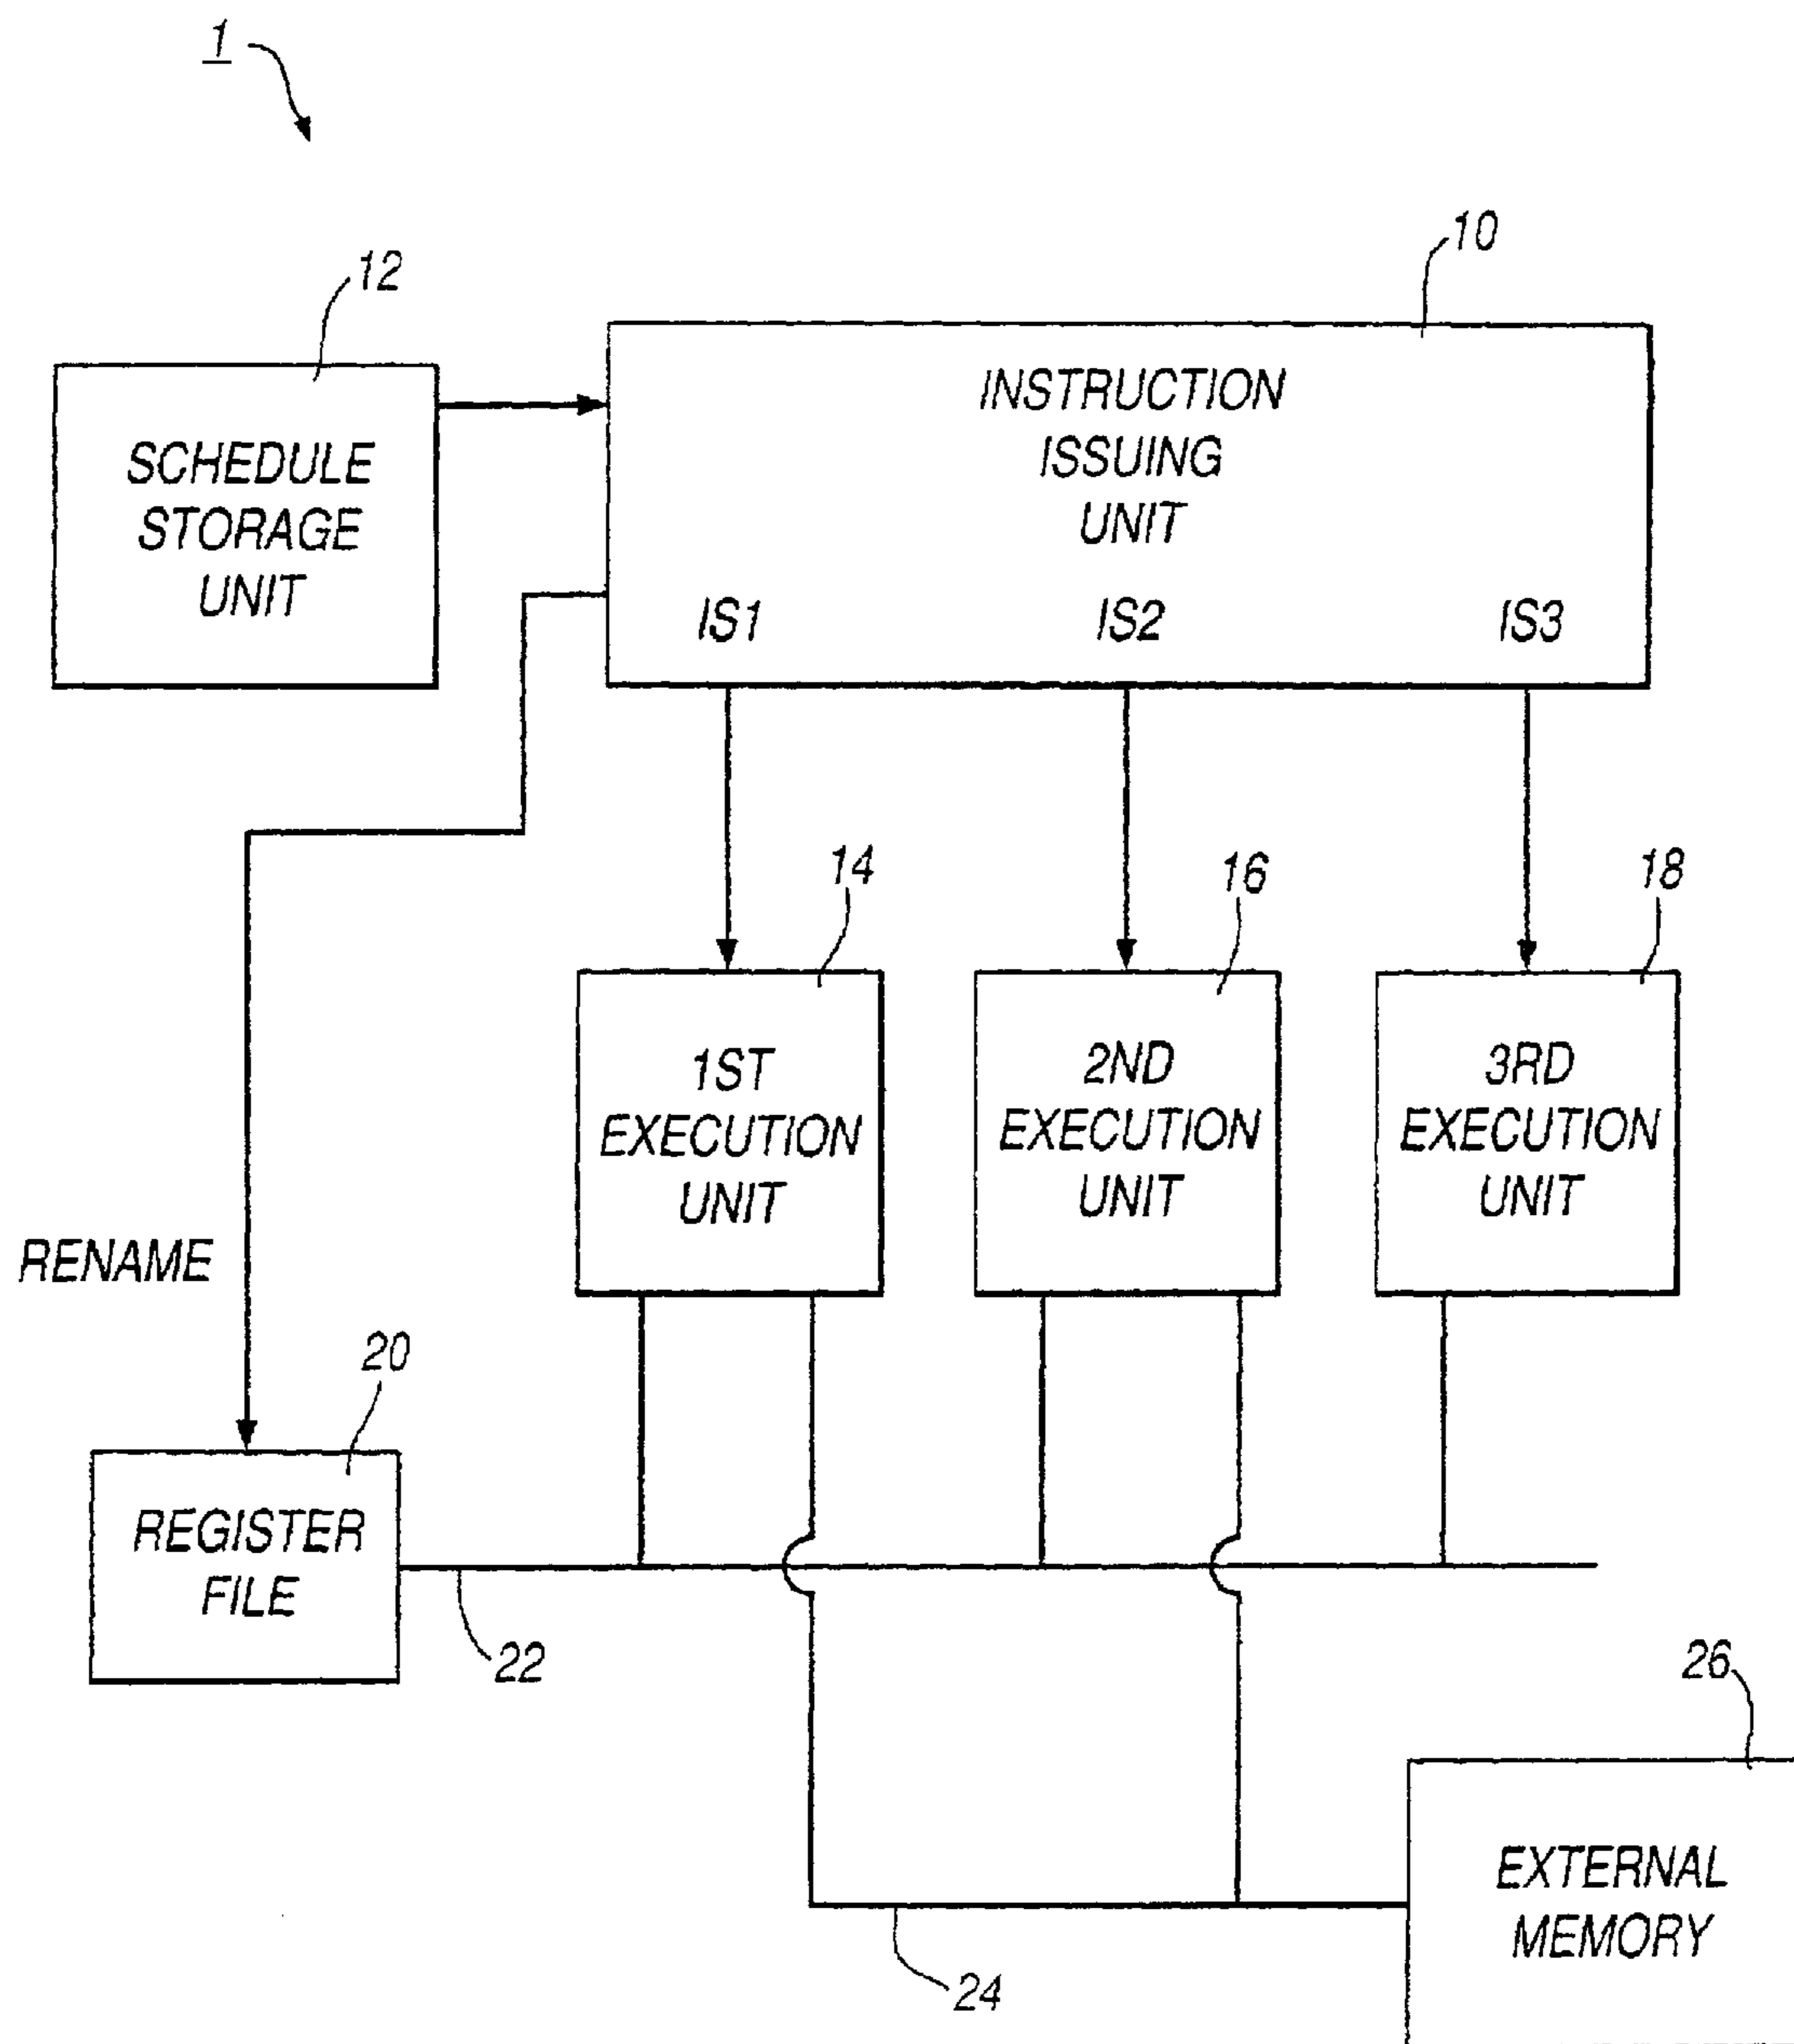 1
10
12
INSTRUCTION
ISSUING
UNIT
SCHEDULE
STORAGE
UNIT
IS1 IS2 IS3
14
16
18
1ST
EXECUTION
UNIT
2ND
EXECUTION
UNIT
3RD
EXECUTION
UNIT
RENAME
20
REGISTER
FILE
22
26
EXTERNAL
MEMORY
24